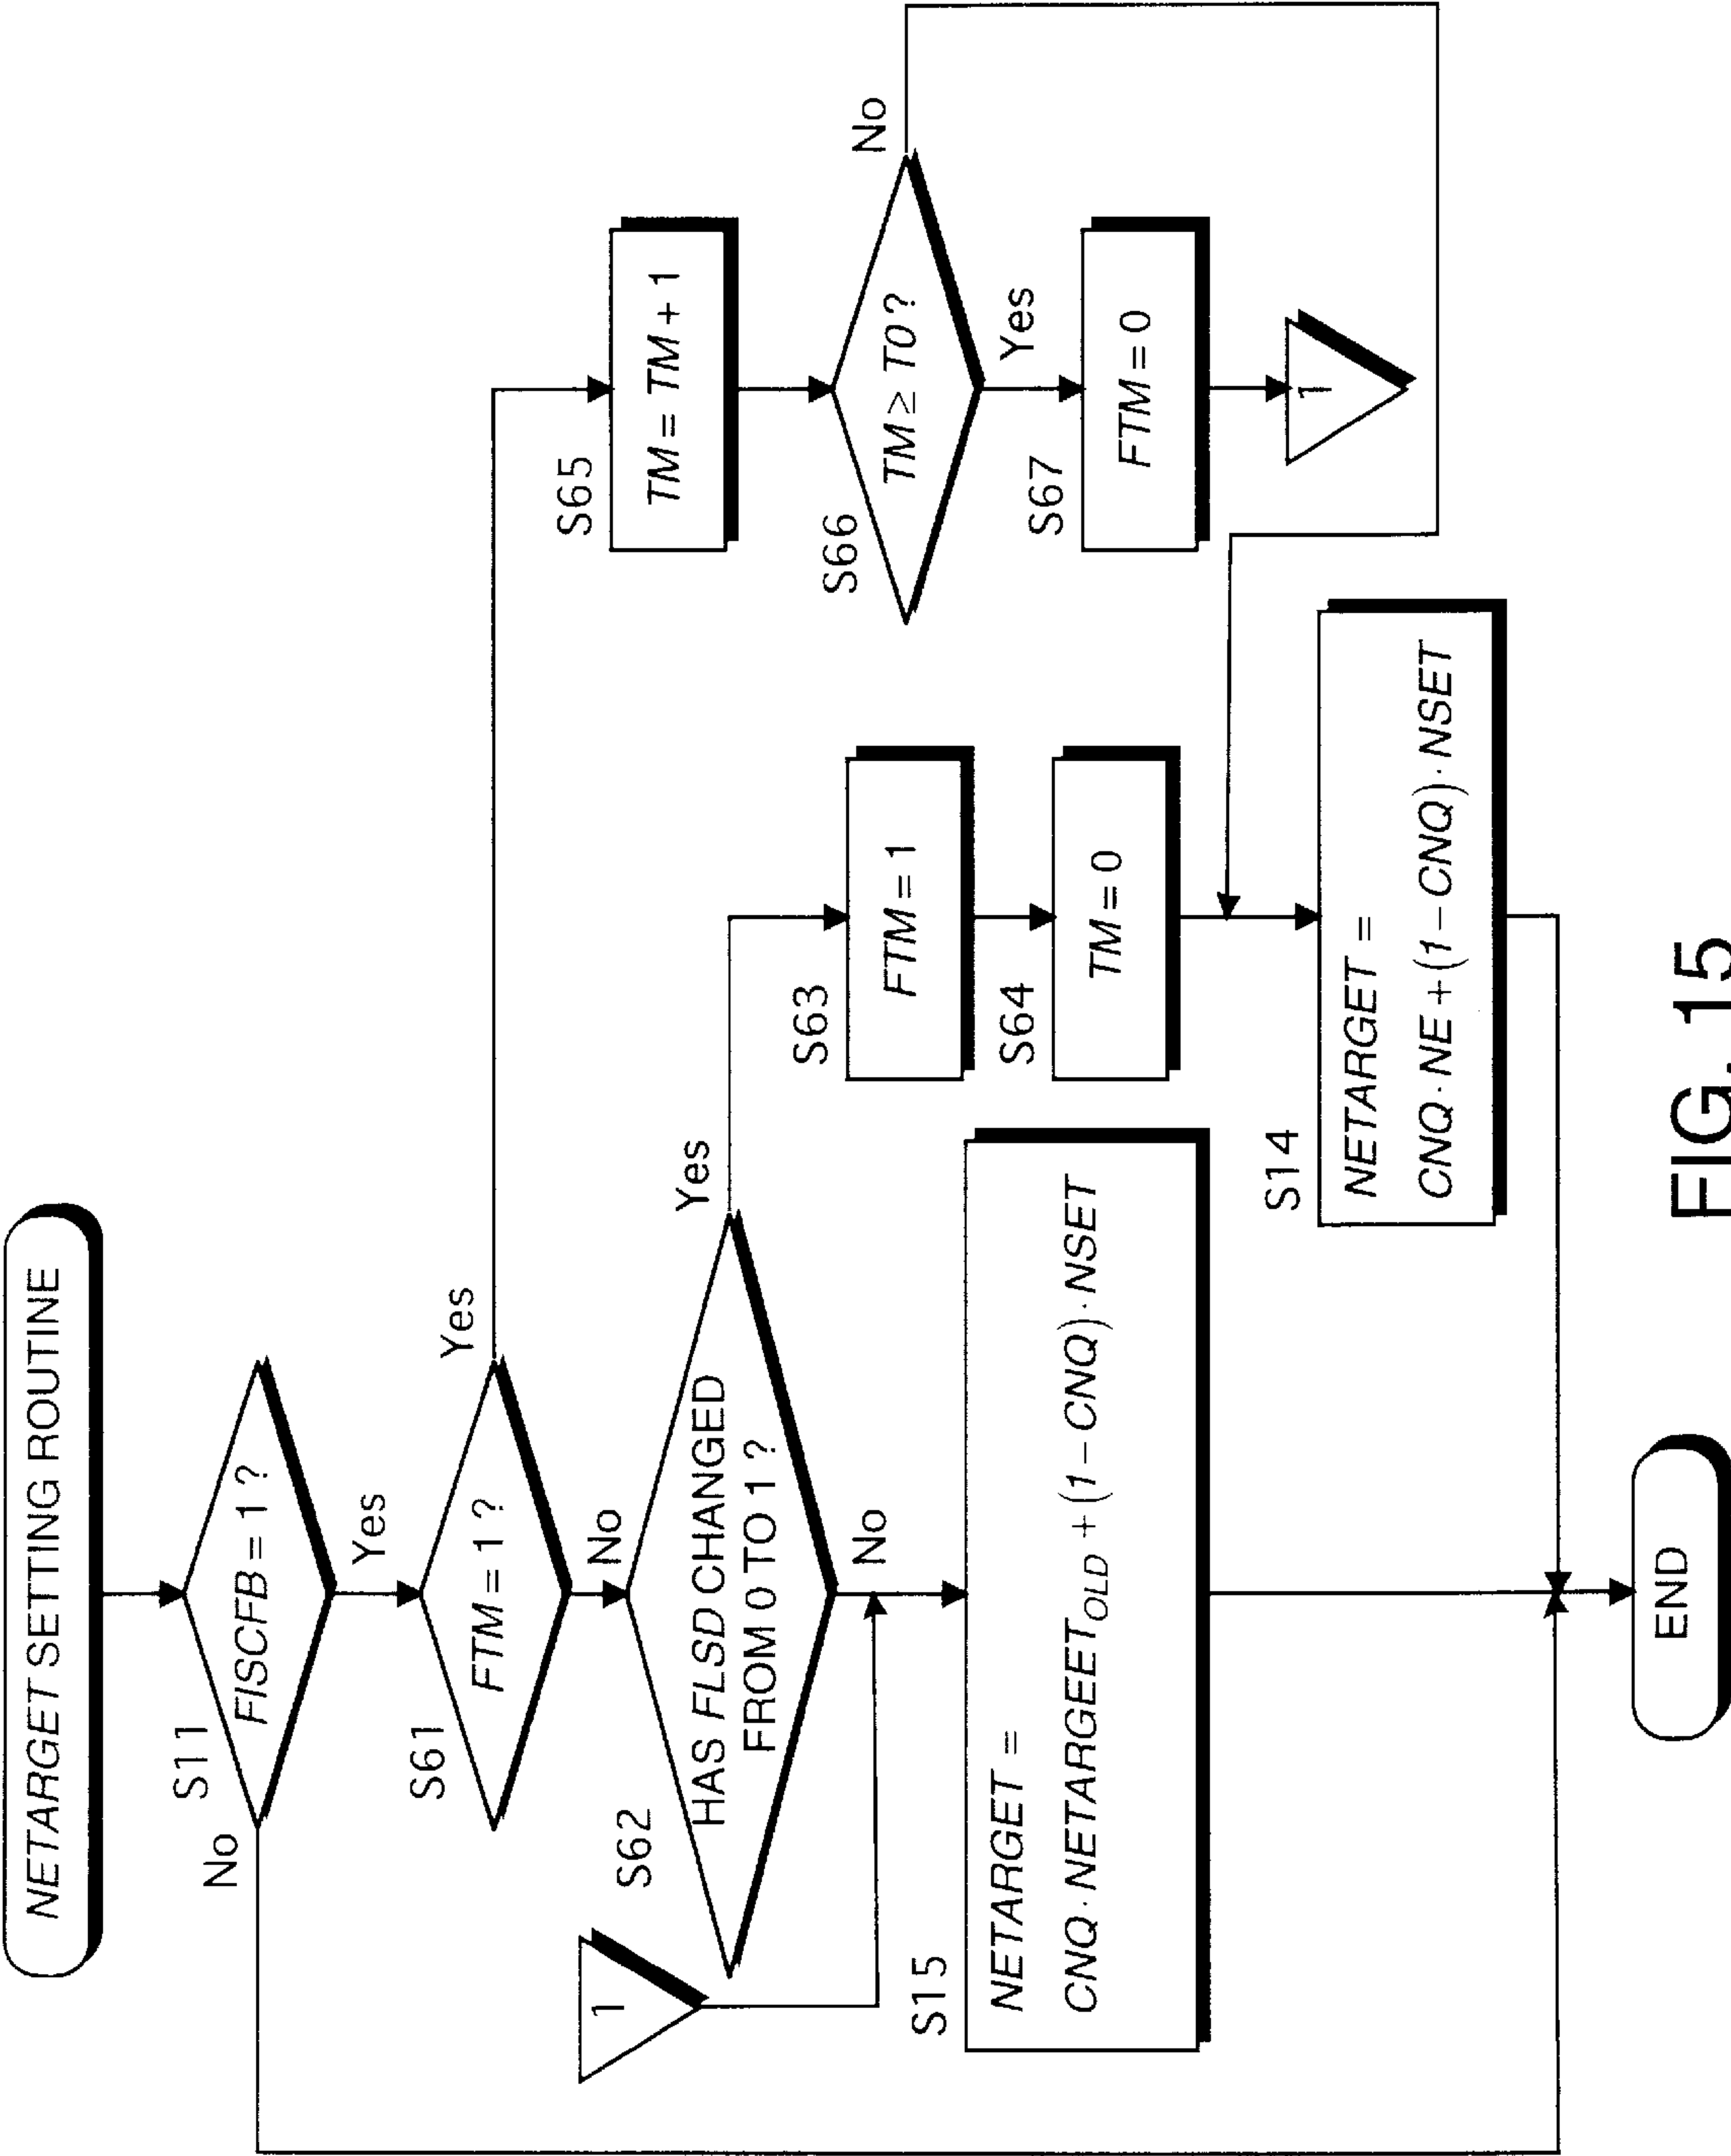 NETARGET SETTING ROUTINE
S11
FISCFB = 1 ?
No
Yes
S61
FTM = 1 ?
Yes
No
S62
HAS FLSD CHANGED
FROM 0 TO 1 ?
Yes
No
1
S15
NETARGET =
CNQ · NETARGEET_OLD + (1 − CNQ) · NSET
S63
FTM = 1
S64
TM = 0
S14
NETARGET =
CNQ · NE + (1 − CNQ) · NSET
S65
TM = TM + 1
S66
TM ≥ T0 ?
No
Yes
S67
FTM = 0
1
END
FIG. 15